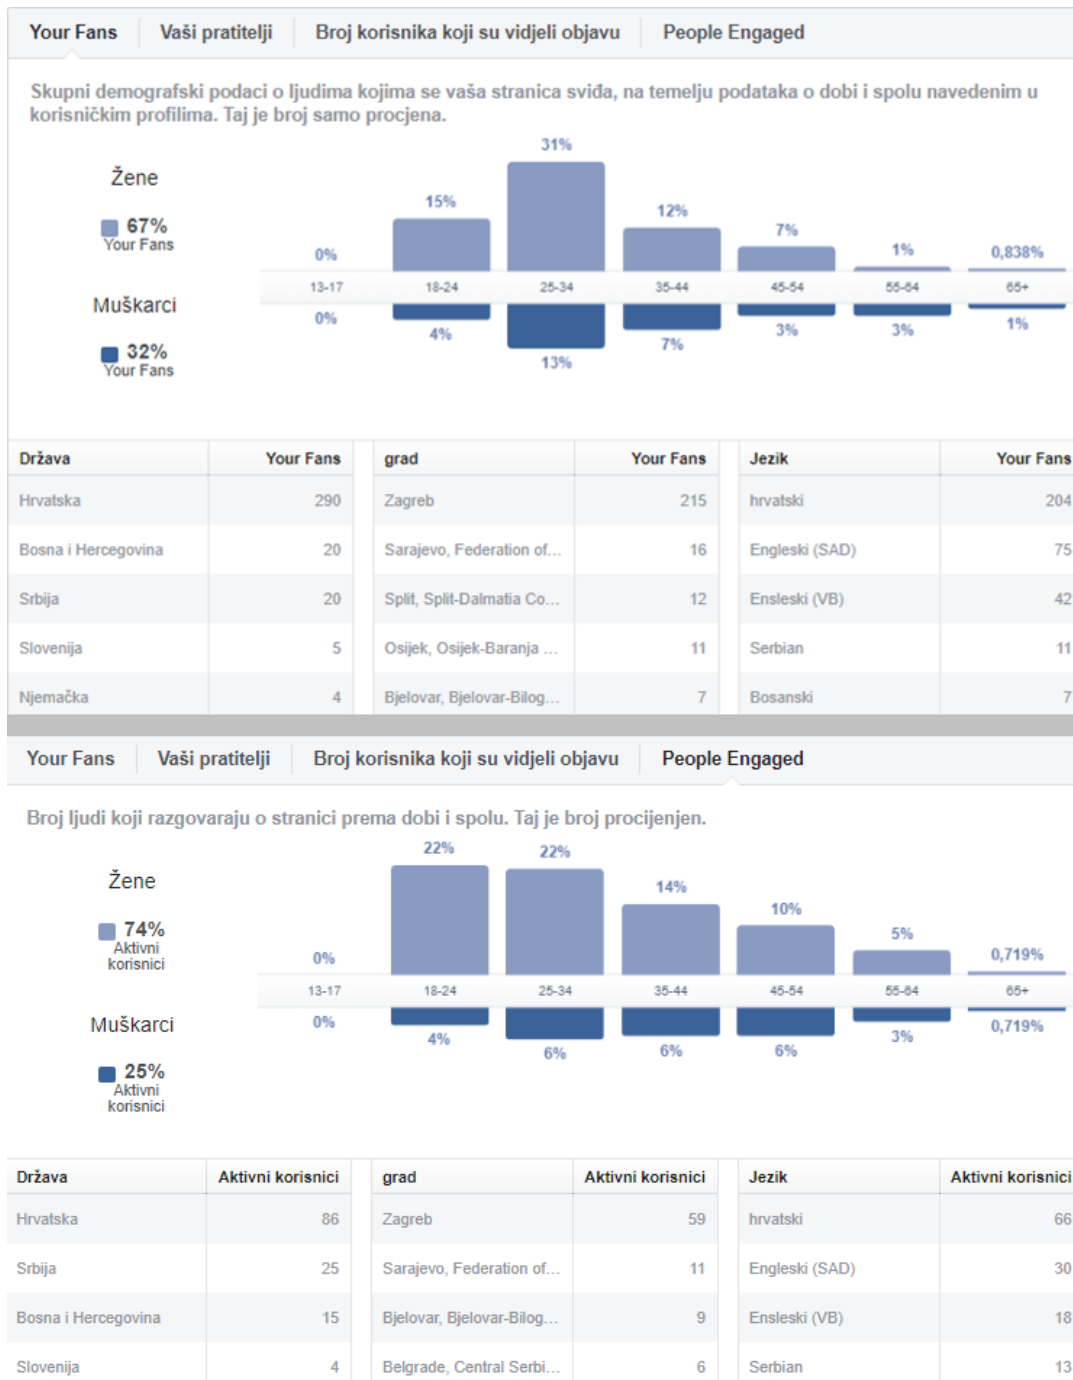 Your Fans Vaši pratitelji Broj korisnika koji su vidjeli objavu People Engaged
Skupni demografski podaci o ljudima kojima se vaša stranica sviđa, na temelju podataka o dobi i spolu navedenim u
korisničkim profilima. Taj je broj samo procjena.
Žene
67%
Your Fans
0% 15% 31% 12% 7% 1% 0,838%
13-17 18-24 25-34 35-44 45-54 55-64 65+
Muškarci
32%
Your Fans
0% 4% 13% 7% 3% 3% 1%
Država Your Fans grad Your Fans Jezik Your Fans
Hrvatska 290 Zagreb 215 hrvatski 204
Bosna i Hercegovina 20 Sarajevo, Federation of... 16 Engleski (SAD) 75
Srbija 20 Split, Split-Dalmatia Co... 12 Ensleski (VB) 42
Slovenija 5 Osijek, Osijek-Baranja ... 11 Serbian 11
Njemačka 4 Bjelovar, Bjelovar-Bilog... 7 Bosanski 7
Your Fans Vaši pratitelji Broj korisnika koji su vidjeli objavu People Engaged
Broj ljudi koji razgovaraju o stranici prema dobi i spolu. Taj je broj procijenjen.
Žene
74%
Aktivni
korisnici
0% 22% 22% 14% 10% 5% 0,719%
13-17 18-24 25-34 35-44 45-54 55-64 65+
Muškarci
25%
Aktivni
korisnici
0% 4% 6% 6% 6% 3% 0,719%
Država Aktivni korisnici grad Aktivni korisnici Jezik Aktivni korisnici
Hrvatska 86 Zagreb 59 hrvatski 66
Srbija 25 Sarajevo, Federation of... 11 Engleski (SAD) 30
Bosna i Hercegovina 15 Bjelovar, Bjelovar-Bilog... 9 Ensleski (VB) 18
Slovenija 4 Belgrade, Central Serbi... 6 Serbian 13